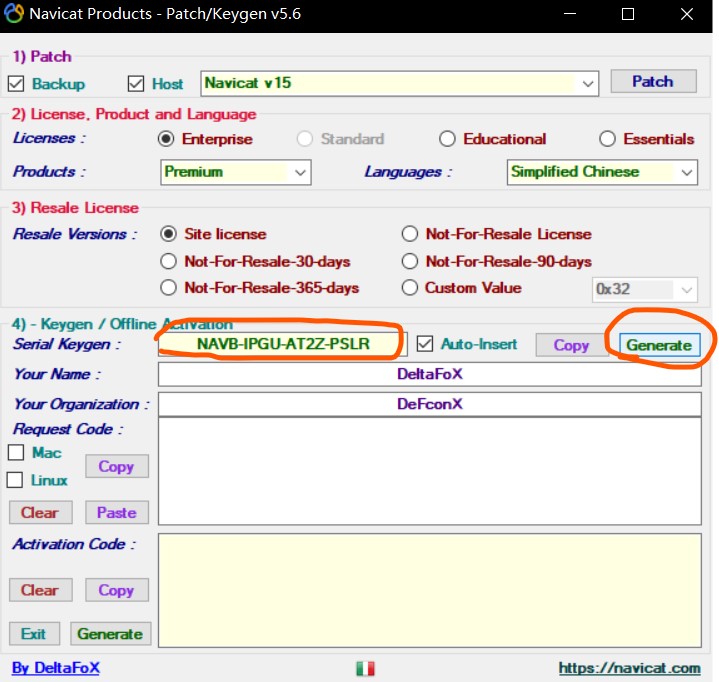 Navicat Products - Patch/Keygen v5.6
1) Patch
Backup Host Navicat v15 Patch
2) License, Product and Language
Licenses : Enterprise Standard Educational Essentials
Products : Premium Languages : Simplified Chinese
3) Resale License
Resale Versions : Site license Not-For-Resale License
Not-For-Resale-30-days Not-For-Resale-90-days
Not-For-Resale-365-days Custom Value 0x32
4) - Keygen / Offline Activation
Serial Keygen : NAVB-IPGU-AT2Z-PSLR Auto-Insert Copy Generate
Your Name : DeltaFoX
Your Organization : DeFconX
Request Code :
Mac
Copy
Linux
Clear Paste
Activation Code :
Clear Copy
Exit Generate
By DeltaFoX https://navicat.com